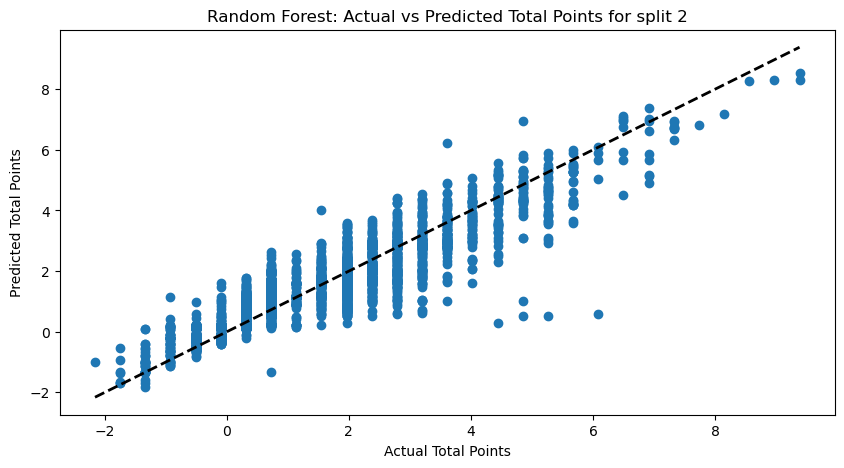 Random Forest: Actual vs Predicted Total Points for split 2
Predicted Total Points
8
6
4
2
0
−2
−2 0 2 4 6 8
Actual Total Points